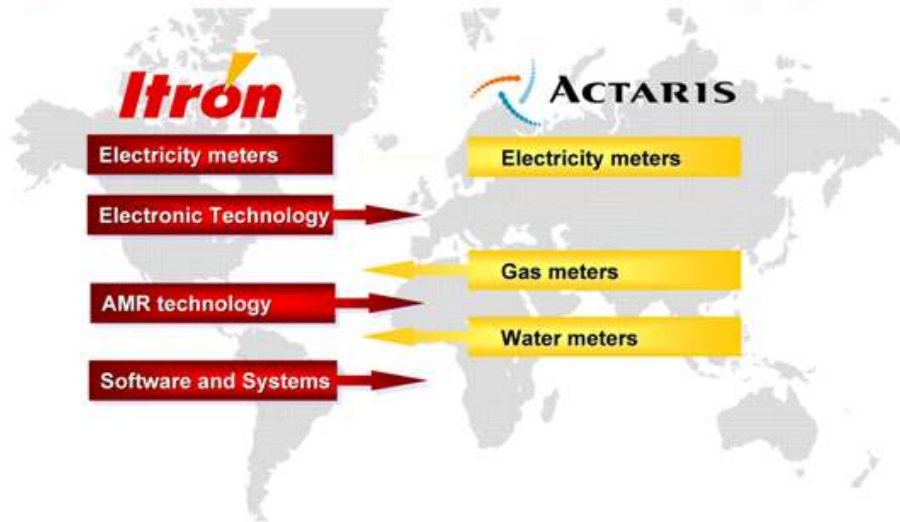 Itron
ACTARIS
Electricity meters
Electricity meters
Electronic Technology
Gas meters
AMR technology
Water meters
Software and Systems